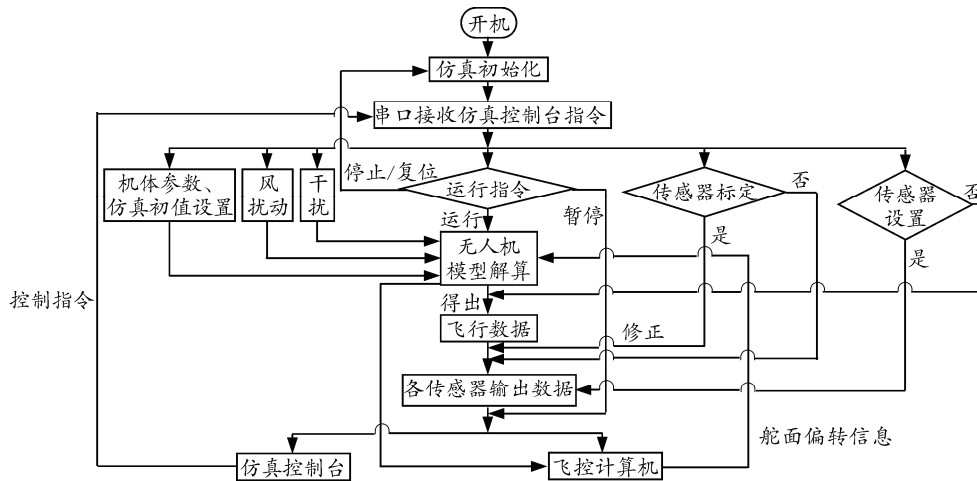 开机
仿真初始化
串口接收仿真控制台指令
机体参数、
仿真初值设置
风
扰动
干
扰
停止/复位
运行指令
传感器标定
否
传感器
设置
否
运行
暂停
是
是
无人机
模型解算
控制指令
得出
飞行数据
修正
各传感器输出数据
舵面偏转信息
仿真控制台
飞控计算机